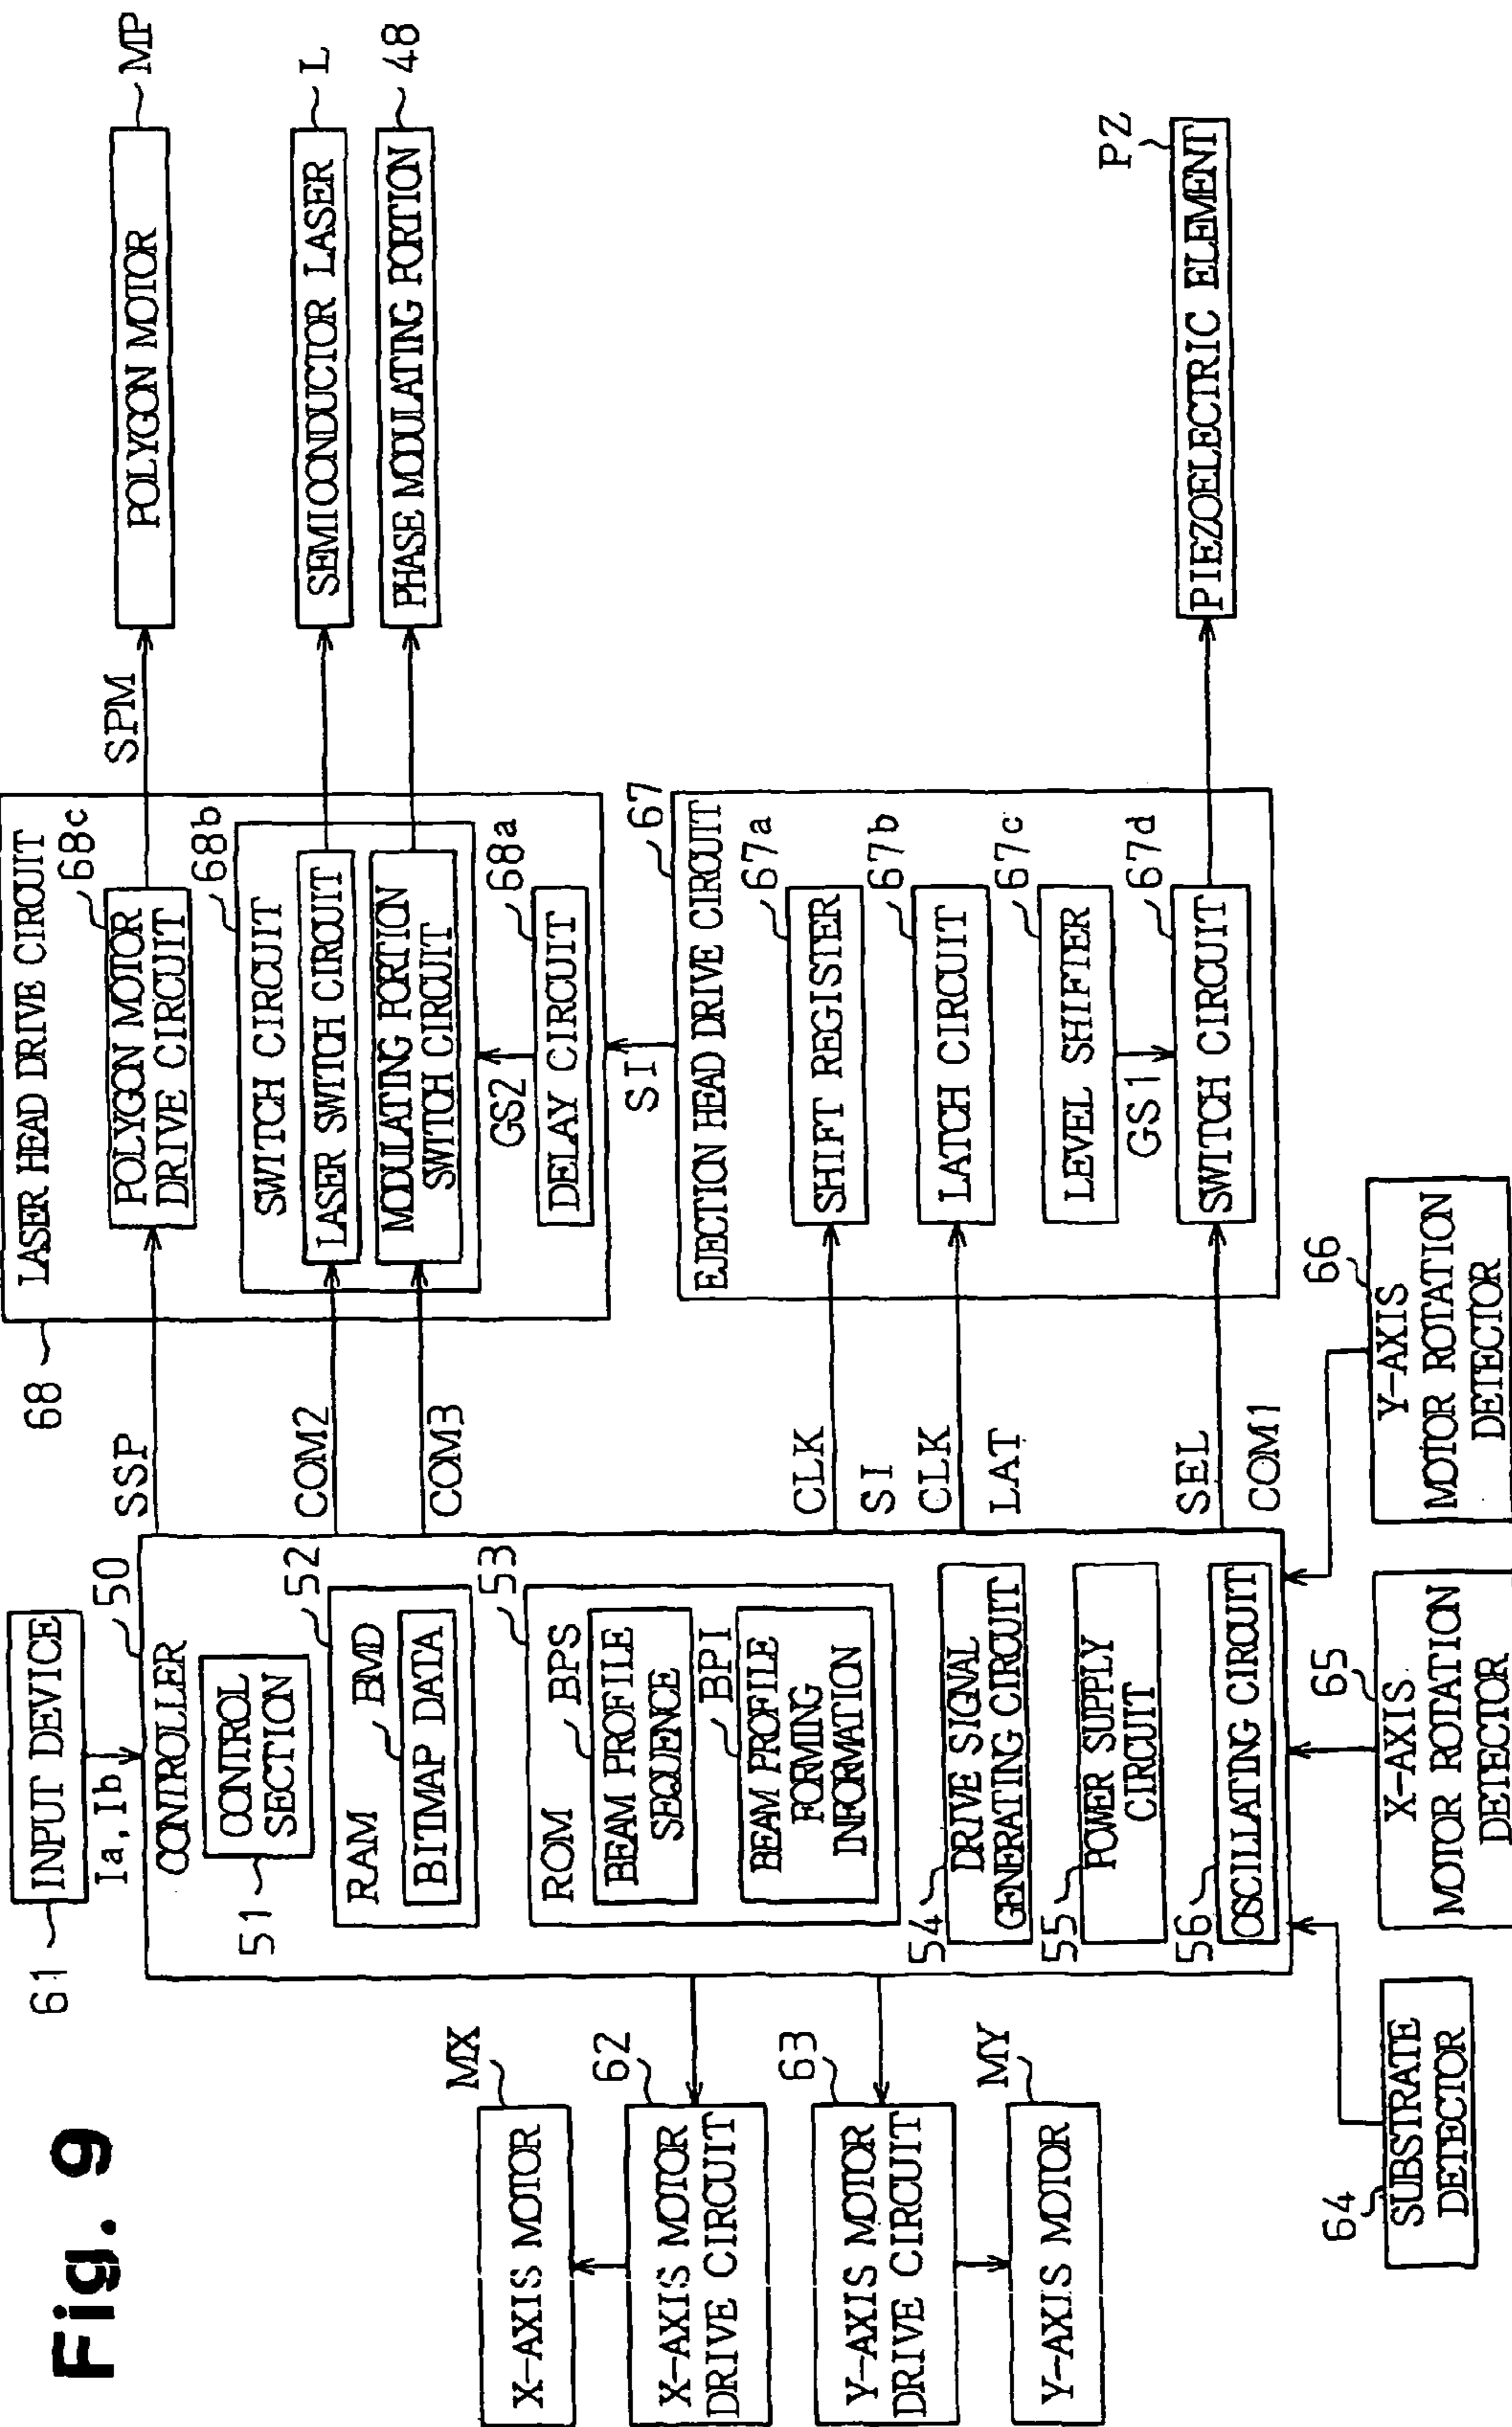 Fig. 9
61
INPUT DEVICE
Ia, Ib
50
CONTROLLER
CONTROL
SECTION
51
52
RAM
BMD
BITMAP DATA
53
ROM
BPS
BEAM PROFILE
SEQUENCE
BPI
BEAM PROFILE
FORMING
INFORMATION
54
DRIVE SIGNAL
GENERATING CIRCUIT
55
POWER SUPPLY
CIRCUIT
56
OSCILLATING CIRCUIT
MX
X-AXIS MOTOR
62
X-AXIS MOTOR
DRIVE CIRCUIT
63
Y-AXIS MOTOR
DRIVE CIRCUIT
MY
Y-AXIS MOTOR
64
SUBSTRATE
DETECTOR
65
X-AXIS
MOTOR ROTATION
DETECTOR
66
Y-AXIS
MOTOR ROTATION
DETECTOR
SSP
COM2
COM3
CLK
SI
CLK
LAT
SEL
COM1
68
LASER HEAD DRIVE CIRCUIT
68c
POLYGON MOTOR
DRIVE CIRCUIT
68b
SWITCH CIRCUIT
LASER SWITCH CIRCUIT
MODULATING PORTION
SWITCH CIRCUIT
GS2
68a
DELAY CIRCUIT
SI
67
EJECTION HEAD DRIVE CIRCUIT
67a
SHIFT REGISTER
67b
LATCH CIRCUIT
67c
LEVEL SHIFTER
GS1
67d
SWITCH CIRCUIT
SPM
POLYGON MOTOR
MP
SEMICONDUCTOR LASER
L
PHASE MODULATING PORTION
48
PZ
PIEZOELECTRIC ELEMENT